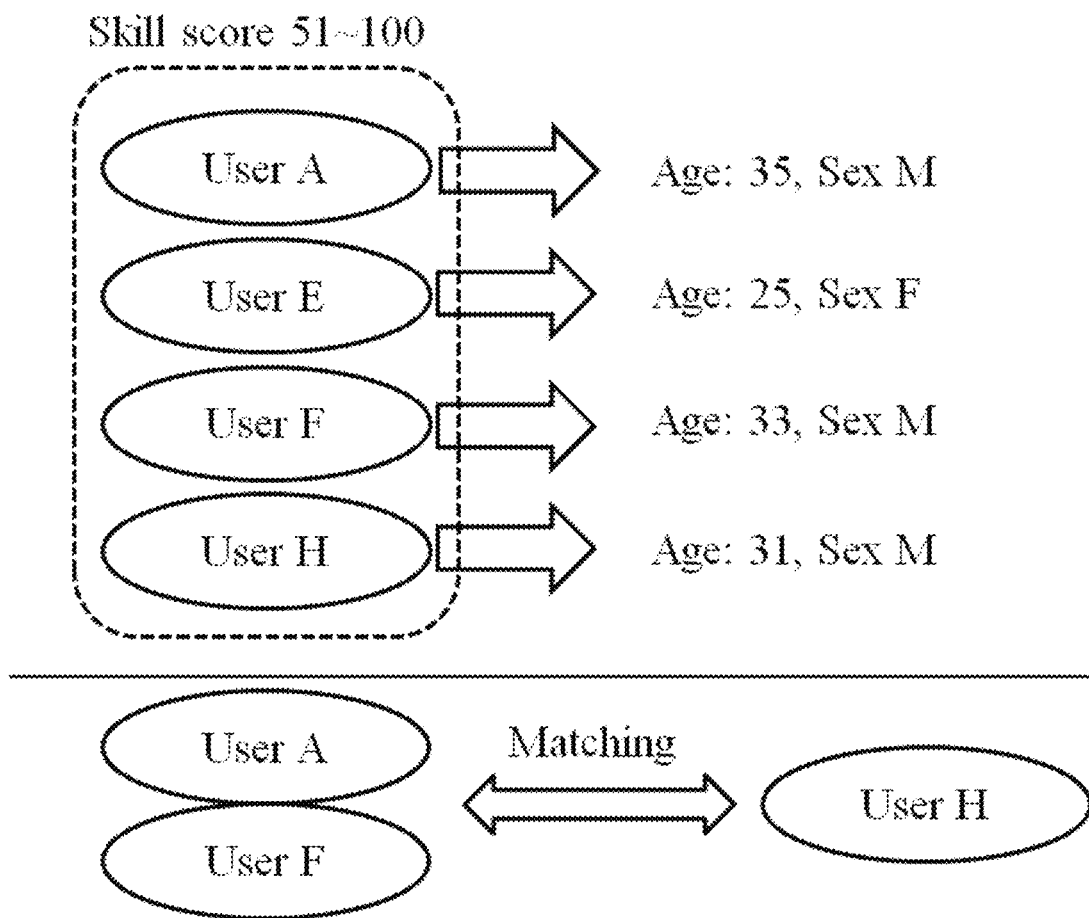 Skill score 51~100
User A
Age: 35, Sex M
User E
Age: 25, Sex F
User F
Age: 33, Sex M
User H
Age: 31, Sex M
User A
Matching
User H
User F